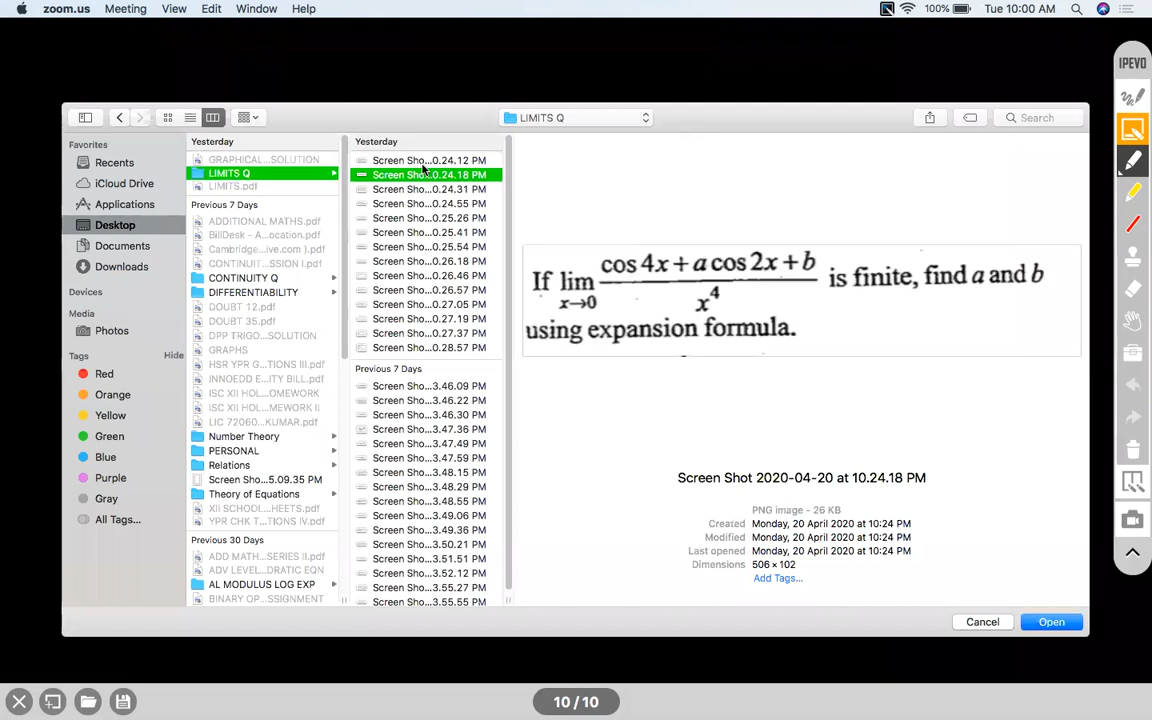 zoom.us Meeting View Edit Window Help 100% Tue 10:00 AM
IPEVO
LIMITS Q
Search
Favorites
Recents
iCloud Drive
Applications
Desktop
Documents
Downloads
Devices
Media
Photos
Tags Hide
Red
Orange
Yellow
Green
Blue
Purple
Gray
All Tags...
Yesterday
GRAPHICAL...SOLUTION
LIMITS Q
LIMITS.pdf
Previous 7 Days
ADDITIONAL MATHS.pdf
BillDesk - A...ocation.pdf
Cambridge...ive.com ).pdf
CONTINUIT...SSION I.pdf
CONTINUITY Q
DIFFERENTIABILITY
DOUBT 12.pdf
DOUBT 35.pdf
DPP TRIGO...SOLUTION
GRAPHS
HSR YPR G...TIONS III.pdf
INNOEDD E...ITY BILL.pdf
ISC XII HOL...OMEWORK
ISC XII HOL...MEWORK II
LIC 72060...KUMAR.pdf
Number Theory
PERSONAL
Relations
Screen Sho...5.09.35 PM
Theory of Equations
XII SCHOOL...HEETS.pdf
YPR CHK T...TIONS IV.pdf
Previous 30 Days
ADD MATH...SERIES II.pdf
ADV LEVEL...DRATIC EQN
AL MODULUS LOG EXP
BINARY OP...SSIGNMENT
Yesterday
Screen Sho...0.24.12 PM
Screen Sho...0.24.18 PM
Screen Sho...0.24.31 PM
Screen Sho...0.24.55 PM
Screen Sho...0.25.26 PM
Screen Sho...0.25.41 PM
Screen Sho...0.25.54 PM
Screen Sho...0.26.18 PM
Screen Sho...0.26.46 PM
Screen Sho...0.26.57 PM
Screen Sho...0.27.05 PM
Screen Sho...0.27.19 PM
Screen Sho...0.27.37 PM
Screen Sho...0.28.57 PM
Previous 7 Days
Screen Sho...3.46.09 PM
Screen Sho...3.46.22 PM
Screen Sho...3.46.30 PM
Screen Sho...3.47.36 PM
Screen Sho...3.47.49 PM
Screen Sho...3.47.59 PM
Screen Sho...3.48.15 PM
Screen Sho...3.48.29 PM
Screen Sho...3.48.55 PM
Screen Sho...3.49.06 PM
Screen Sho...3.49.36 PM
Screen Sho...3.50.21 PM
Screen Sho...3.51.51 PM
Screen Sho...3.52.12 PM
Screen Sho...3.55.27 PM
Screen Sho...3.55.55 PM
If lim x→0 (cos 4x + a cos 2x + b) / x⁴ is finite, find a and b
using expansion formula.
Screen Shot 2020-04-20 at 10.24.18 PM
PNG image - 26 KB
Created Monday, 20 April 2020 at 10:24 PM
Modified Monday, 20 April 2020 at 10:24 PM
Last opened Monday, 20 April 2020 at 10:24 PM
Dimensions 506 × 102
Add Tags...
Cancel Open
10 / 10